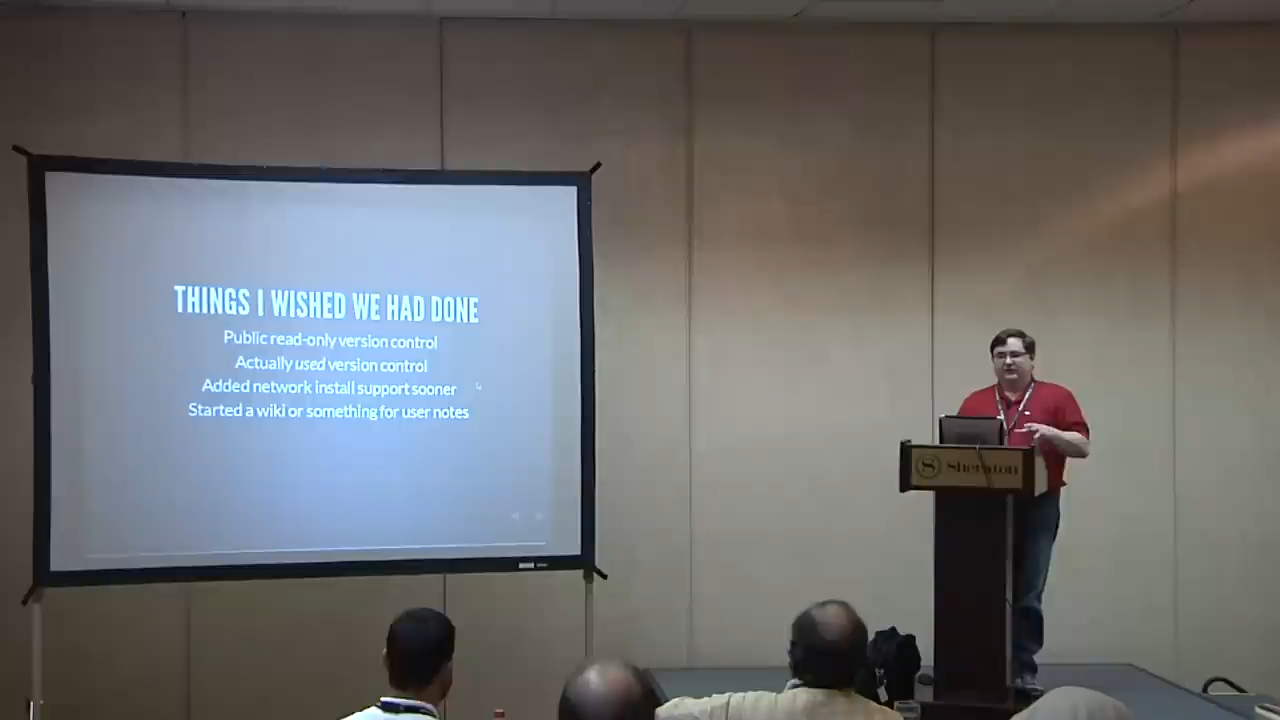 THINGS I WISHED WE HAD DONE
Public read-only version control
Actually used version control
Added network install support sooner
Started a wiki or something for user notes
S Sheraton